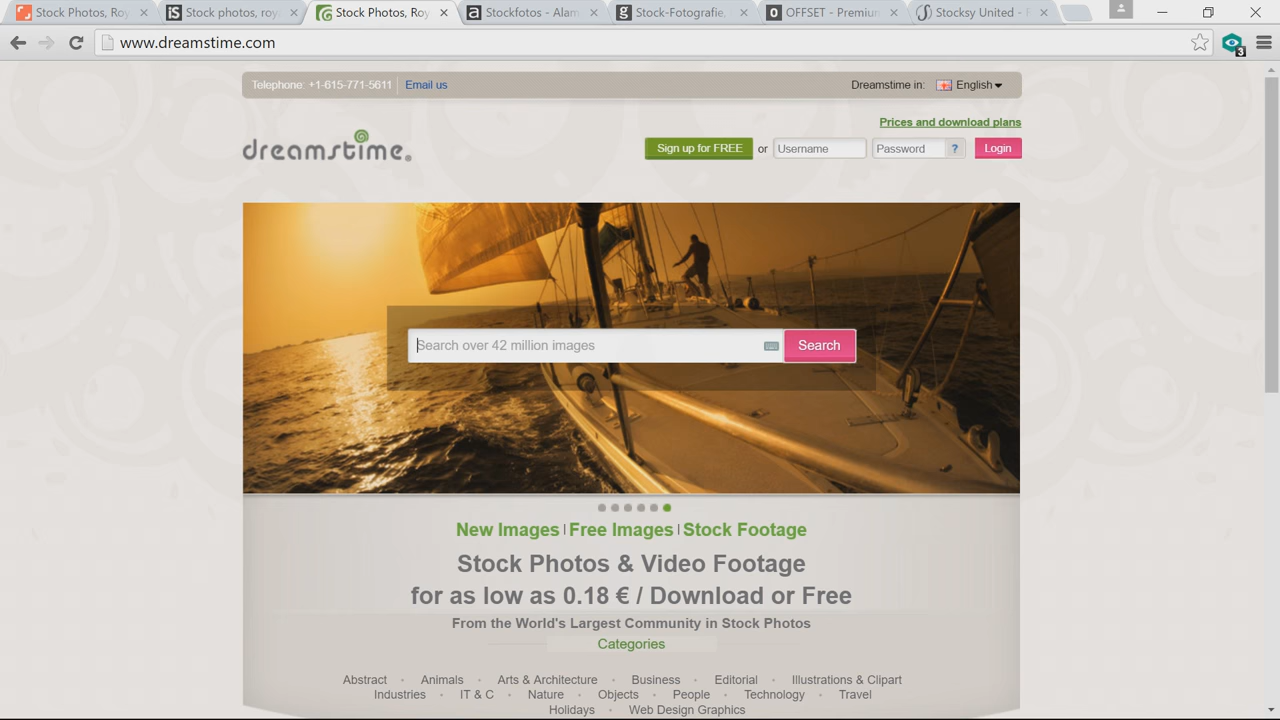 Stock Photos, Roy
Stock photos, roya
Stock Photos, Roy
Stockfotos - Alam
Stock-Fotografie.
OFFSET - Premium
Stocksy United - R
www.dreamstime.com
3
Telephone: +1-615-771-5611 Email us
Dreamstime in: English
Prices and download plans
dreamstime.
Sign up for FREE or Username Password ? Login
Search over 42 million images Search
New Images | Free Images | Stock Footage
Stock Photos & Video Footage
for as low as 0.18 € / Download or Free
From the World's Largest Community in Stock Photos
Categories
Abstract • Animals • Arts & Architecture • Business • Editorial • Illustrations & Clipart
Industries • IT & C • Nature • Objects • People • Technology • Travel
Holidays • Web Design Graphics